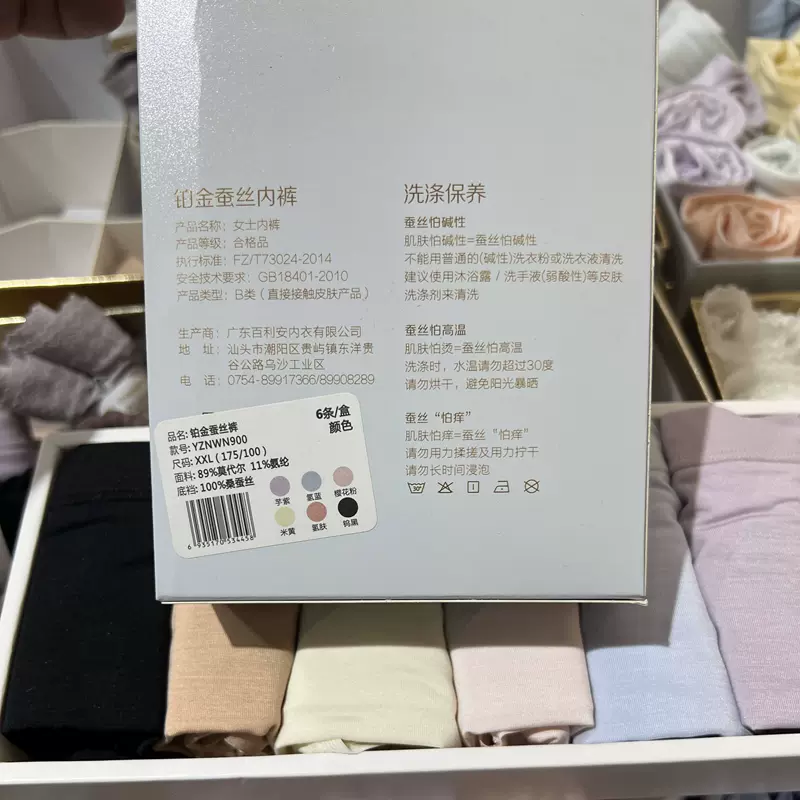 铂金蚕丝内裤
产品名称：女士内裤
产品等级：合格品
执行标准：FZ/T73024-2014
安全技术要求：GB18401-2010
产品类型：B类（直接接触皮肤产品）
生产商：广东百利安内衣有限公司
地 址：汕头市潮阳区贵屿镇东洋贵
谷公路乌沙工业区
电 话：0754-89917366/89908289
洗涤保养
蚕丝怕碱性
肌肤怕碱性=蚕丝怕碱性
不能用普通的(碱性)洗衣粉或洗衣液清洗
建议使用沐浴露 / 洗手液(弱酸性)等皮肤
洗涤剂来清洗
蚕丝怕高温
肌肤怕烫=蚕丝怕高温
洗涤时，水温请勿超过30度
请勿烘干，避免阳光暴晒
蚕丝“怕痒”
肌肤怕痒=蚕丝“怕痒”
请勿用力揉搓及用力拧干
请勿长时间浸泡
30°
品名: 铂金蚕丝裤
款号: YZNWN900
尺码: XXL（175/100）
面料: 89%莫代尔 11%氨纶
底裆: 100%桑蚕丝
6条/盒
颜色
芋紫
氢蓝
樱花粉
米黄
氢肤
钨黑
6 935170 534458